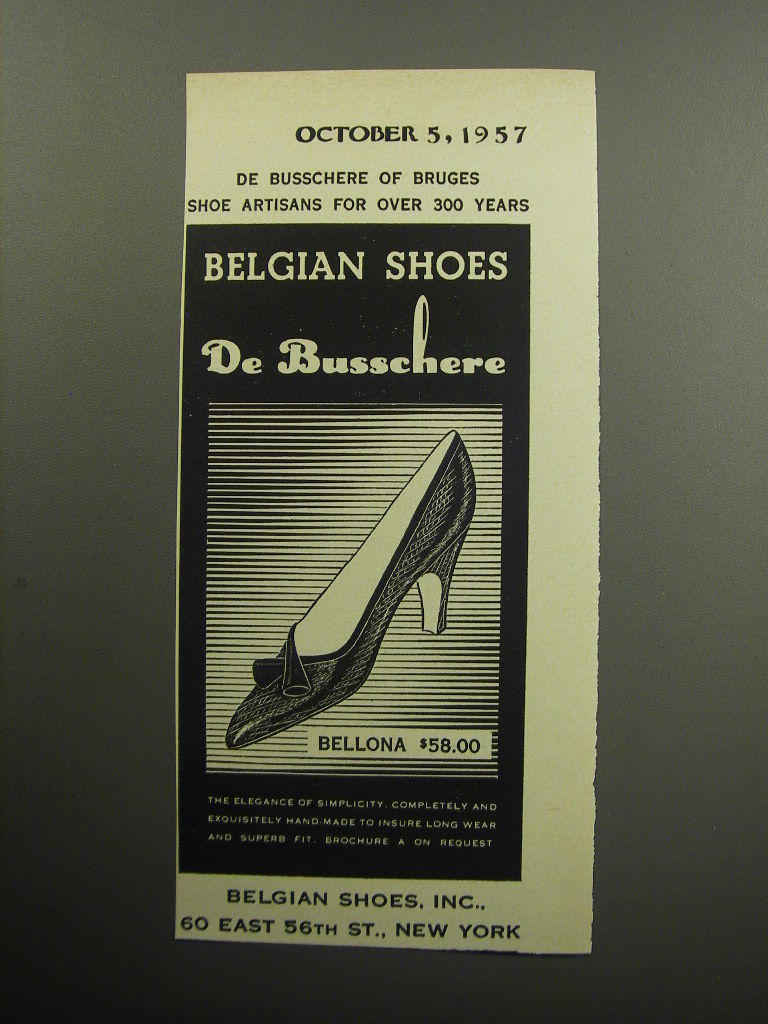 OCTOBER 5, 1957
DE BUSSCHERE OF BRUGES
SHOE ARTISANS FOR OVER 300 YEARS
BELGIAN SHOES
De Busschere
BELLONA $58.00
THE ELEGANCE OF SIMPLICITY. COMPLETELY AND
EXQUISITELY HAND-MADE TO INSURE LONG WEAR
AND SUPERB FIT. BROCHURE A ON REQUEST
BELGIAN SHOES, INC.,
60 EAST 56TH ST., NEW YORK